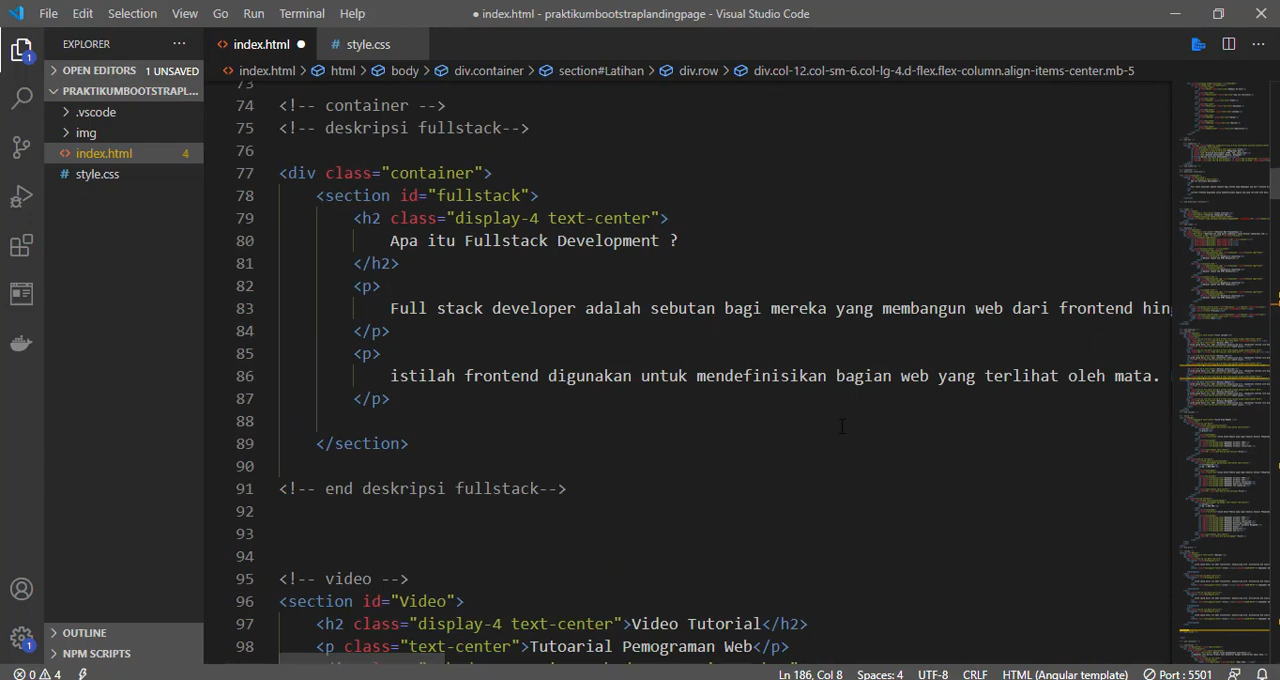 File Edit Selection View Go Run Terminal Help
● index.html - praktikumbootstraplandingpage - Visual Studio Code
EXPLORER ···
OPEN EDITORS 1 UNSAVED
PRAKTIKUMBOOTSTRAPL...
.vscode
img
index.html 4
style.css
OUTLINE
NPM SCRIPTS
1
1
index.html ●
style.css
index.html > html > body > div.container > section#Latihan > div.row > div.col-12.col-sm-6.col-lg-4.d-flex.flex-column.align-items-center.mb-5
73
74 <!-- container -->
75 <!-- deskripsi fullstack-->
76
77 <div class="container">
78 <section id="fullstack">
79 <h2 class="display-4 text-center">
80 Apa itu Fullstack Development ?
81 </h2>
82 <p>
83 Full stack developer adalah sebutan bagi mereka yang membangun web dari frontend hing
84 </p>
85 <p>
86 istilah frontend digunakan untuk mendefinisikan bagian web yang terlihat oleh mata.
87 </p>
88
89 </section>
90
91 <!-- end deskripsi fullstack-->
92
93
94
95 <!-- video -->
96 <section id="Video">
97 <h2 class="display-4 text-center">Video Tutorial</h2>
98 <p class="text-center">Tutoarial Pemograman Web</p>
0 4
Ln 186, Col 8 Spaces: 4 UTF-8 CRLF HTML (Angular template) Port : 5501